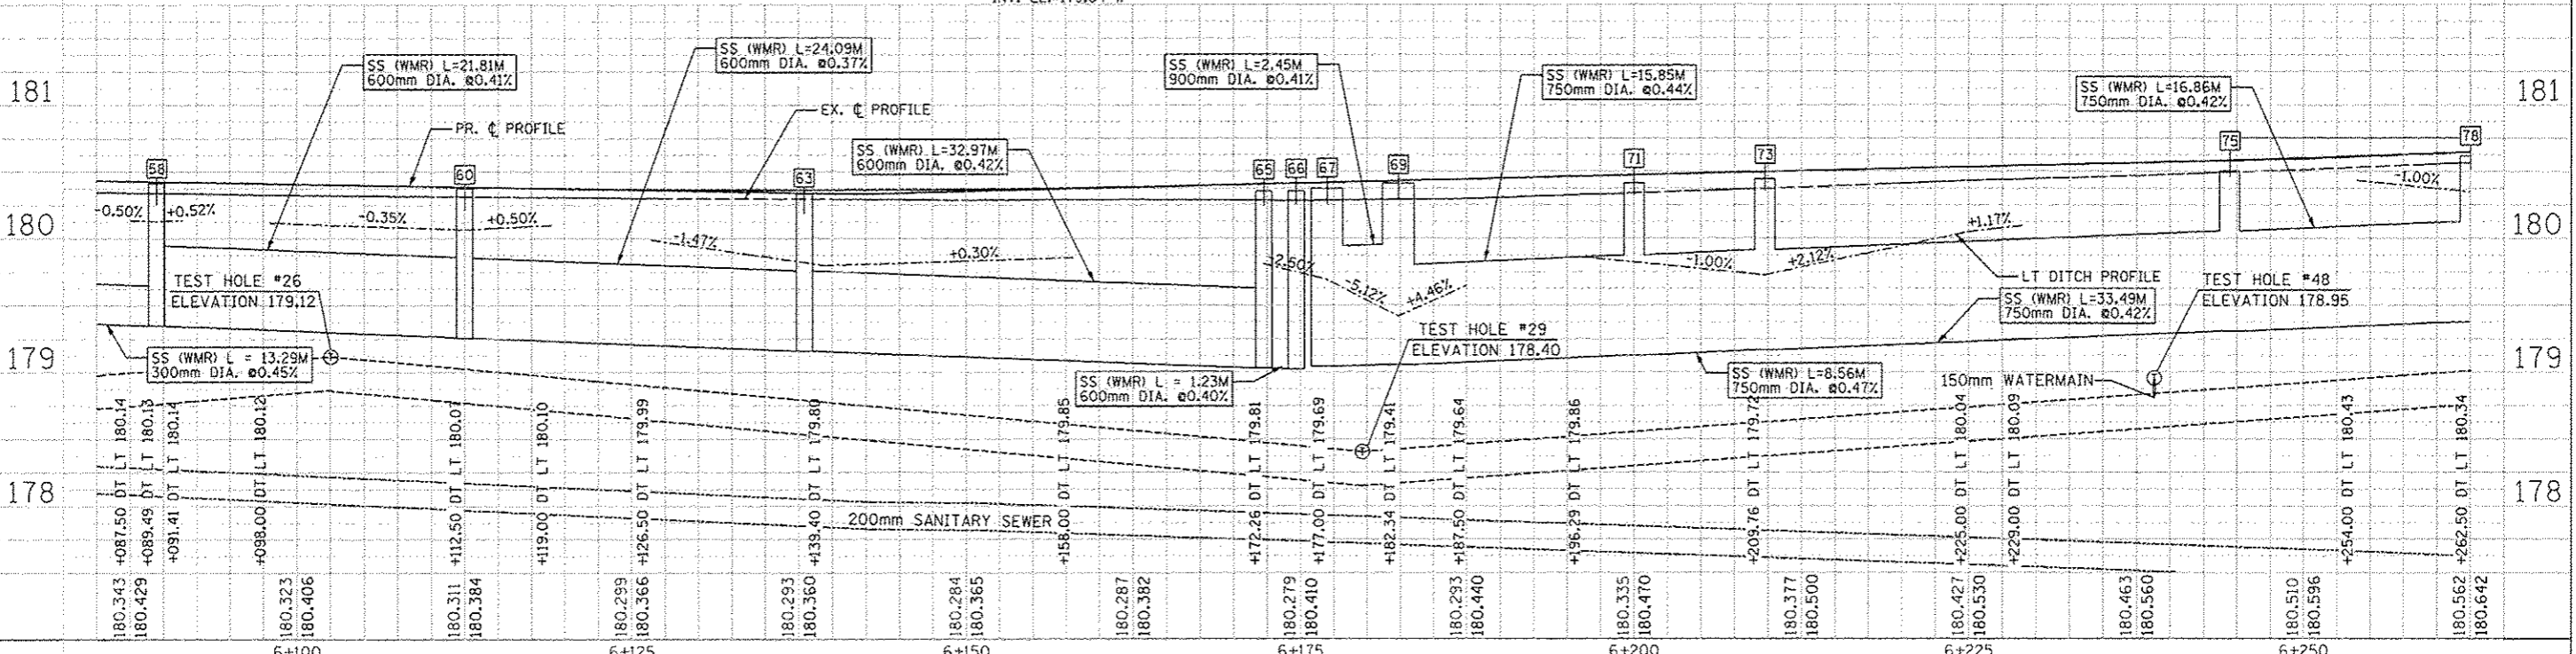 SS (WMR) L=21.81M
600mm DIA. @0.41%
SS (WMR) L=24.09M
600mm DIA. @0.37%
SS (WMR) L=2.45M
900mm DIA. @0.41%
SS (WMR) L=15.85M
750mm DIA. @0.44%
SS (WMR) L=16.86M
750mm DIA. @0.42%
181
181
PR. ℄ PROFILE
EX. ℄ PROFILE
SS (WMR) L=32.97M
600mm DIA. @0.42%
58
60
63
65
66
67
69
71
73
75
78
180
180
-0.50%
+0.52%
-0.35%
+0.50%
-1.47%
+0.30%
-2.50%
-5.12%
+4.46%
-1.00%
+2.12%
+1.17%
-1.00%
TEST HOLE #26
ELEVATION 179.12
LT DITCH PROFILE
TEST HOLE #48
ELEVATION 178.95
SS (WMR) L=33.49M
750mm DIA. @0.42%
TEST HOLE #29
ELEVATION 178.40
179
179
SS (WMR) L = 13.29M
300mm DIA. @0.45%
SS (WMR) L = 1.23M
600mm DIA. @0.40%
SS (WMR) L=8.56M
750mm DIA. @0.47%
150mm WATERMAIN
178
178
200mm SANITARY SEWER
+087.50 DT LT 180.14
+089.49 DT LT 180.13
+091.41 DT LT 180.14
+098.00 DT LT 180.12
+112.50 DT LT 180.07
+119.00 DT LT 180.10
+126.50 DT LT 179.99
+139.40 DT LT 179.80
+158.00 DT LT 179.85
+172.26 DT LT 179.81
+177.00 DT LT 179.69
+182.34 DT LT 179.41
+187.50 DT LT 179.64
+196.29 DT LT 179.86
+209.76 DT LT 179.72
+225.00 DT LT 180.04
+229.00 DT LT 180.09
+254.00 DT LT 180.43
+262.50 DT LT 180.34
180.343
180.429
180.323
180.406
180.311
180.384
180.299
180.366
180.293
180.360
180.284
180.365
180.287
180.382
180.279
180.410
180.293
180.440
180.335
180.470
180.377
180.500
180.427
180.530
180.463
180.560
180.510
180.596
180.562
180.642
6+100
6+125
6+150
6+175
6+200
6+225
6+250